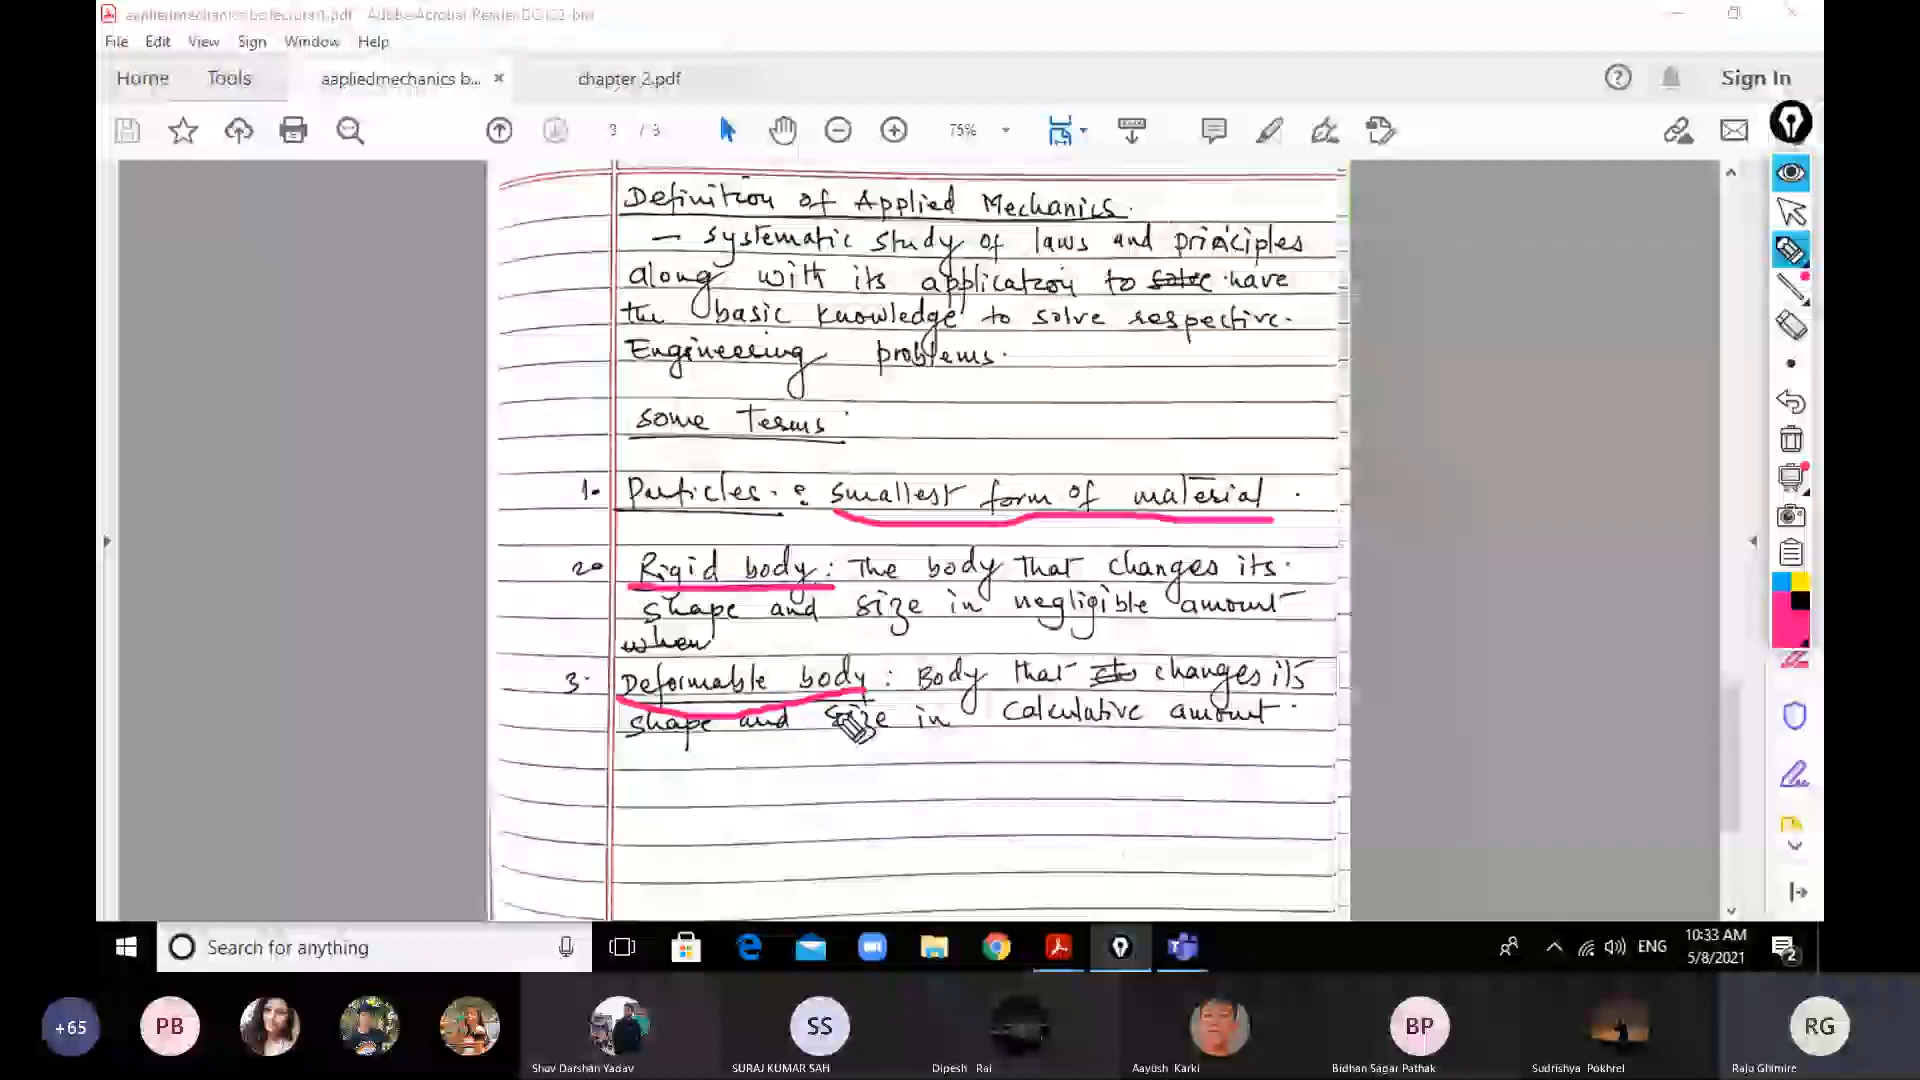 File Edit View Sign Window Help
Home Tools aapliedmechanics b... × chapter 2.pdf Sign In
3 / 3 75%
Definition of Applied Mechanics.
— systematic study of laws and principles
along with its application to have
the basic knowledge to solve respective.
Engineering problems.
some Terms.
1. Particles. : smallest form of material .
2. Rigid body : The body that changes its.
shape and size in negligible amount
when
3. Deformable body : Body that changes its
shape and size in calculative amount.
Search for anything
ENG
10:33 AM
5/8/2021
2
+65 PB SS BP RG
Shuv Darshan Yadav SURAJ KUMAR SAH Dipesh Rai Aayush Karki Bidhan Sagar Pathak Sudrishya Pokhrel Raju Ghimire